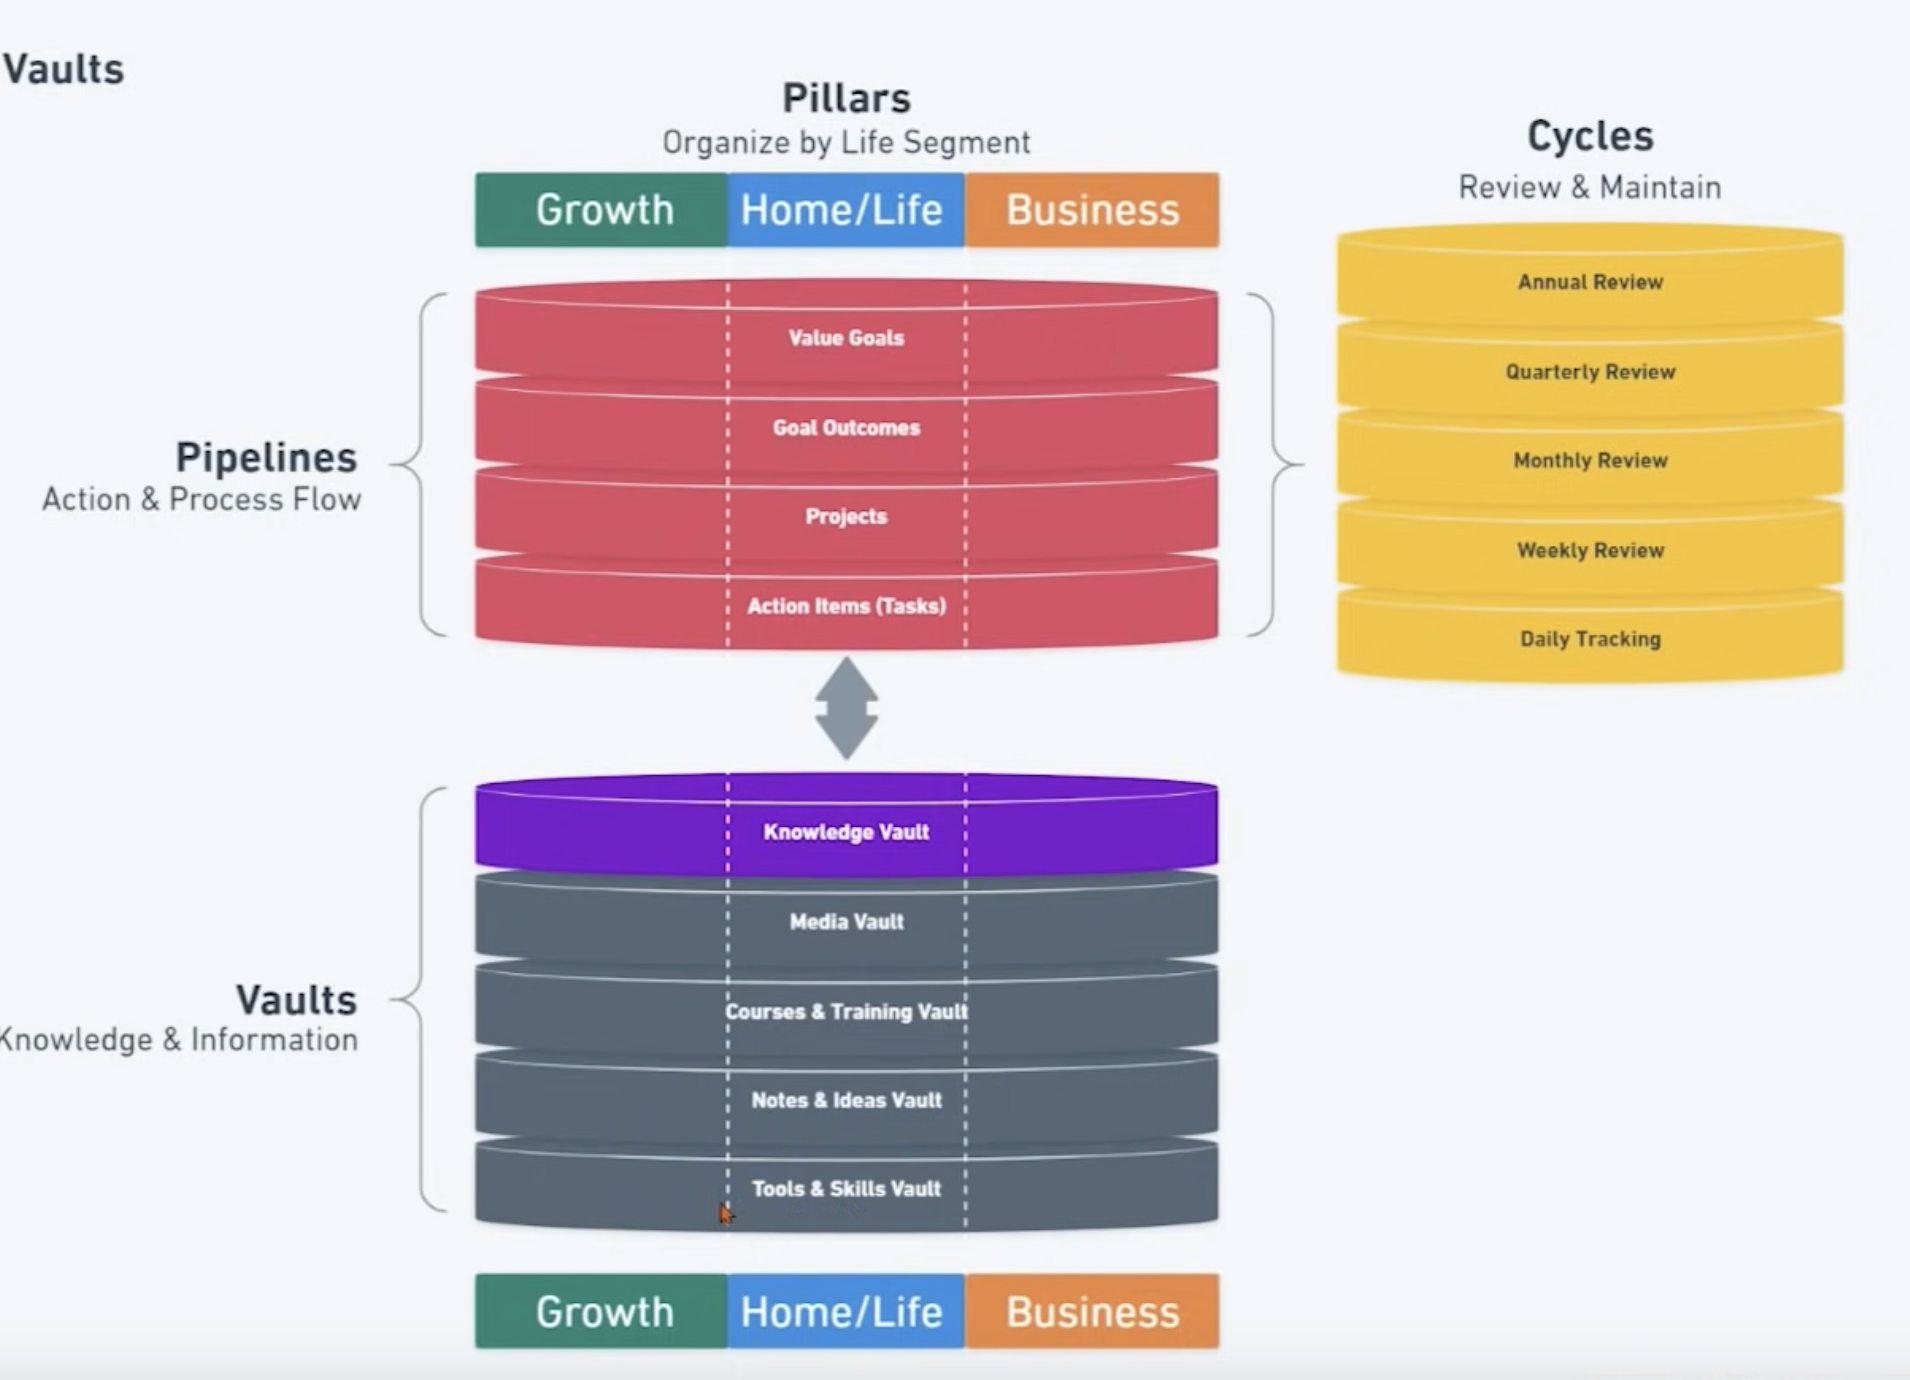 Vaults
Pillars
Organize by Life Segment
Growth
Home/Life
Business
Cycles
Review & Maintain
Annual Review
Quarterly Review
Monthly Review
Weekly Review
Daily Tracking
Pipelines
Action & Process Flow
Value Goals
Goal Outcomes
Projects
Action Items (Tasks)
Vaults
Knowledge & Information
Knowledge Vault
Media Vault
Courses & Training Vault
Notes & Ideas Vault
Tools & Skills Vault
Growth
Home/Life
Business